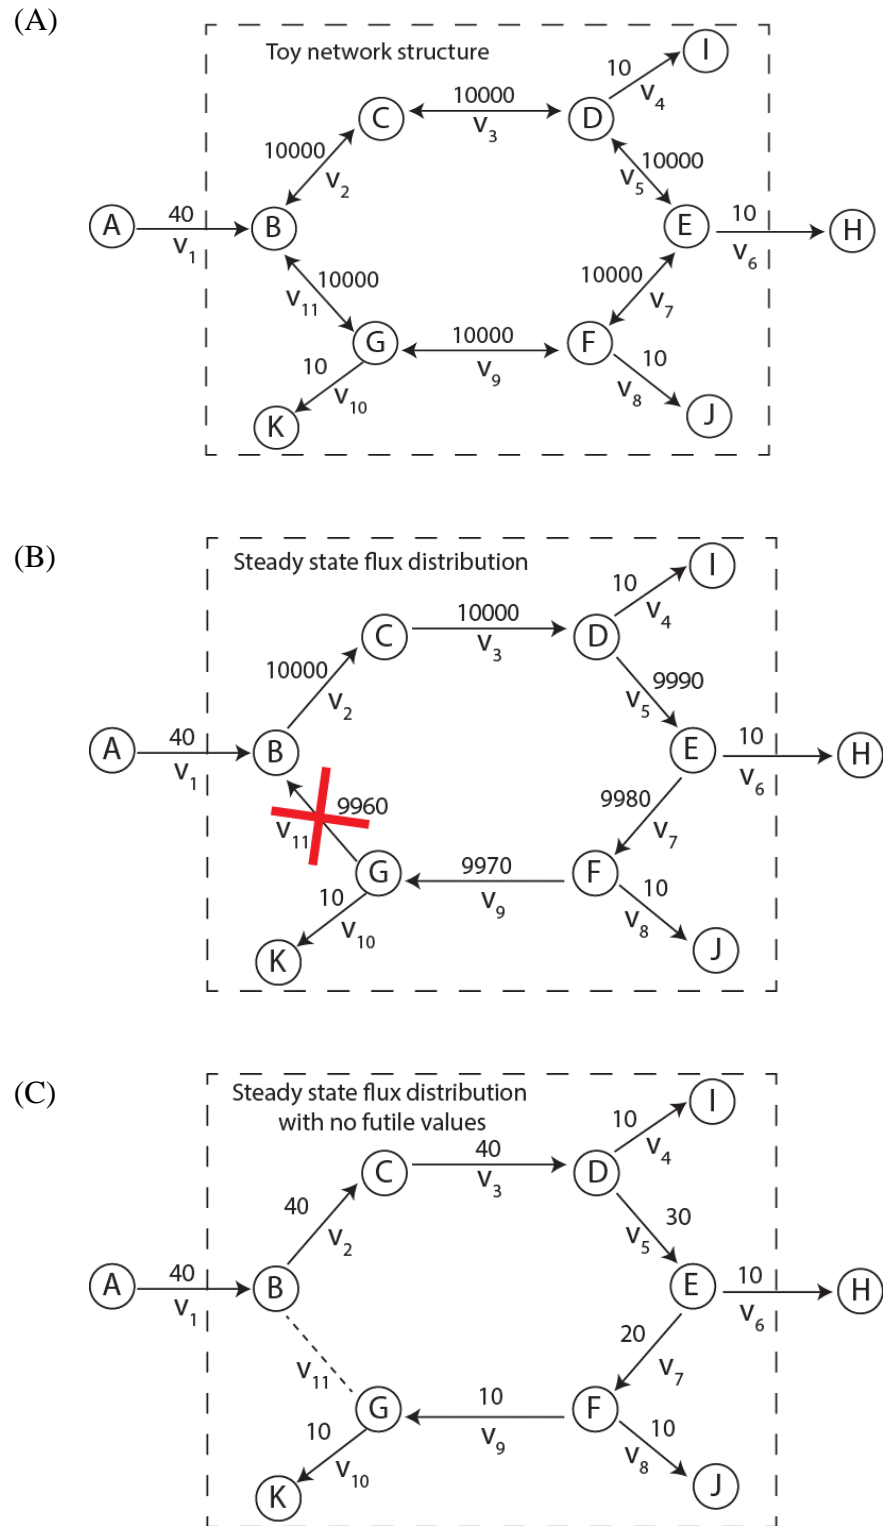 (A)
Toy network structure
I
10
V4
10000
C
V3
D
10000
V2
10000
V5
A
40
V1
B
E
10
V6
H
10000
V11
10000
V7
G
10000
V9
F
10
V10
10
V8
K
J
(B)
Steady state flux distribution
I
10
V4
10000
C
V3
D
10000
V2
9990
V5
A
40
V1
B
E
10
V6
H
9960
V11
9980
V7
G
9970
V9
F
10
V10
10
V8
K
J
(C)
Steady state flux distribution
with no futile values
I
10
V4
40
C
V3
D
40
V2
30
V5
A
40
V1
B
E
10
V6
H
V11
20
V7
G
10
V9
F
10
V10
10
V8
K
J